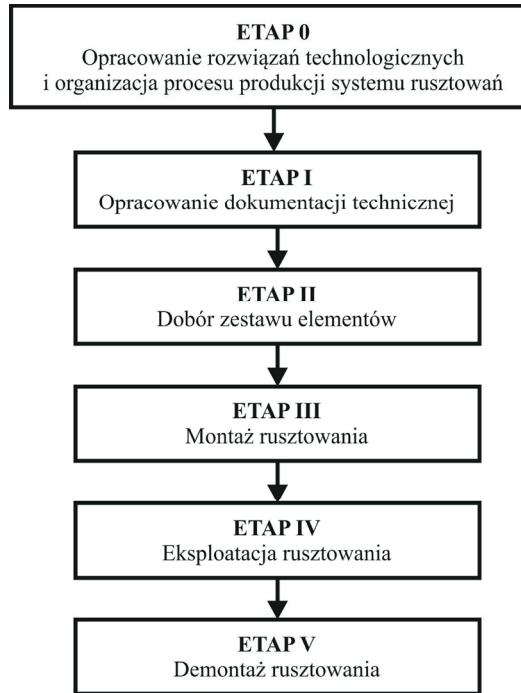 ETAP 0
Opracowanie rozwiązań technologicznych
i organizacja procesu produkcji systemu rusztowań
ETAP I
Opracowanie dokumentacji technicznej
ETAP II
Dobór zestawu elementów
ETAP III
Montaż rusztowania
ETAP IV
Eksploatacja rusztowania
ETAP V
Demontaż rusztowania